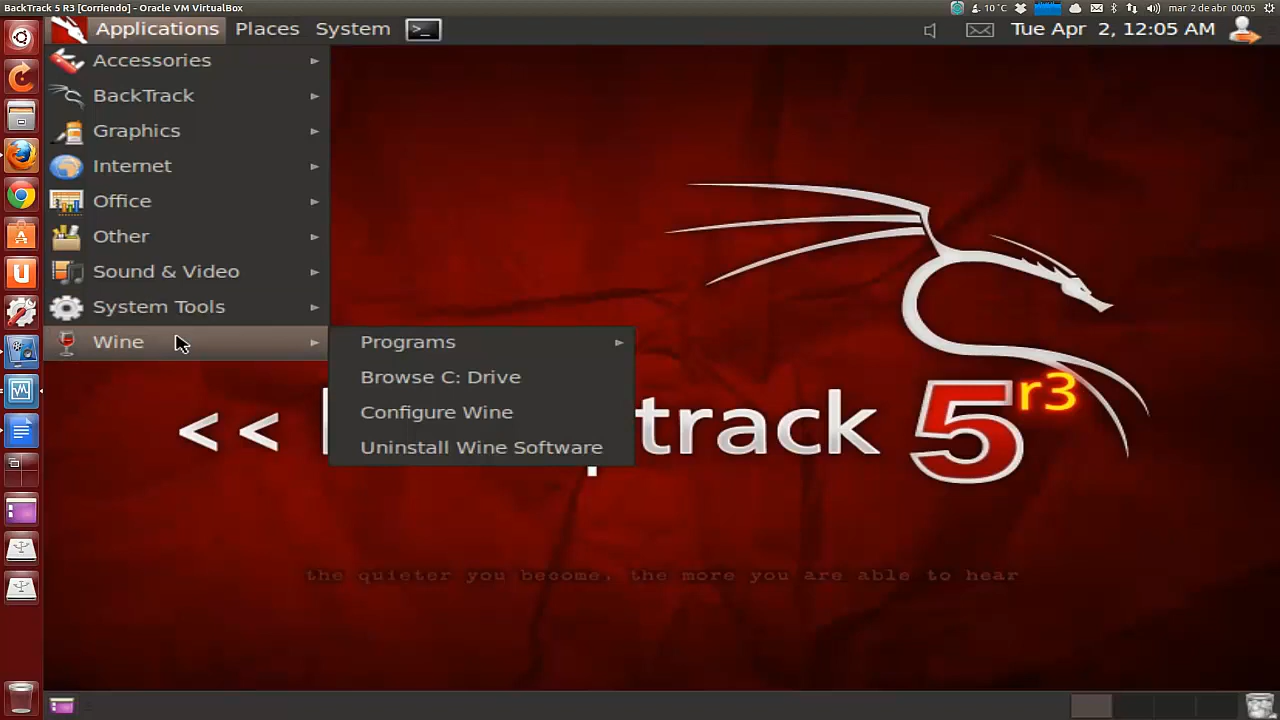 BackTrack 5 R3 [Corriendo] - Oracle VM VirtualBox
10°C
mar 2 de abr 00:05
Applications Places System >_
Tue Apr 2, 12:05 AM
Accessories
BackTrack
Graphics
Internet
Office
Other
Sound & Video
System Tools
Wine
Programs
Browse C: Drive
Configure Wine
Uninstall Wine Software
<< track 5 r3
the quieter you become, the more you are able to hear